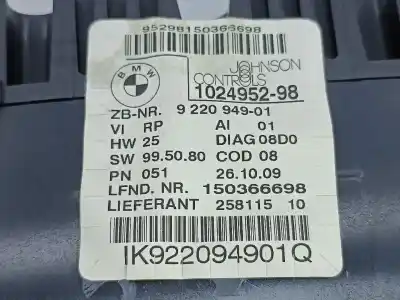 95298150366698
BMW
JOHNSON
CONTROLS
1024952-98
ZB-NR. 9 220 949-01
VI RP AI 01
HW 25 DIAG 08D0
SW 99.50.80 COD 08
PN 051 26.10.09
LFND. NR. 150366698
LIEFERANT 258115 10
IK922094901Q